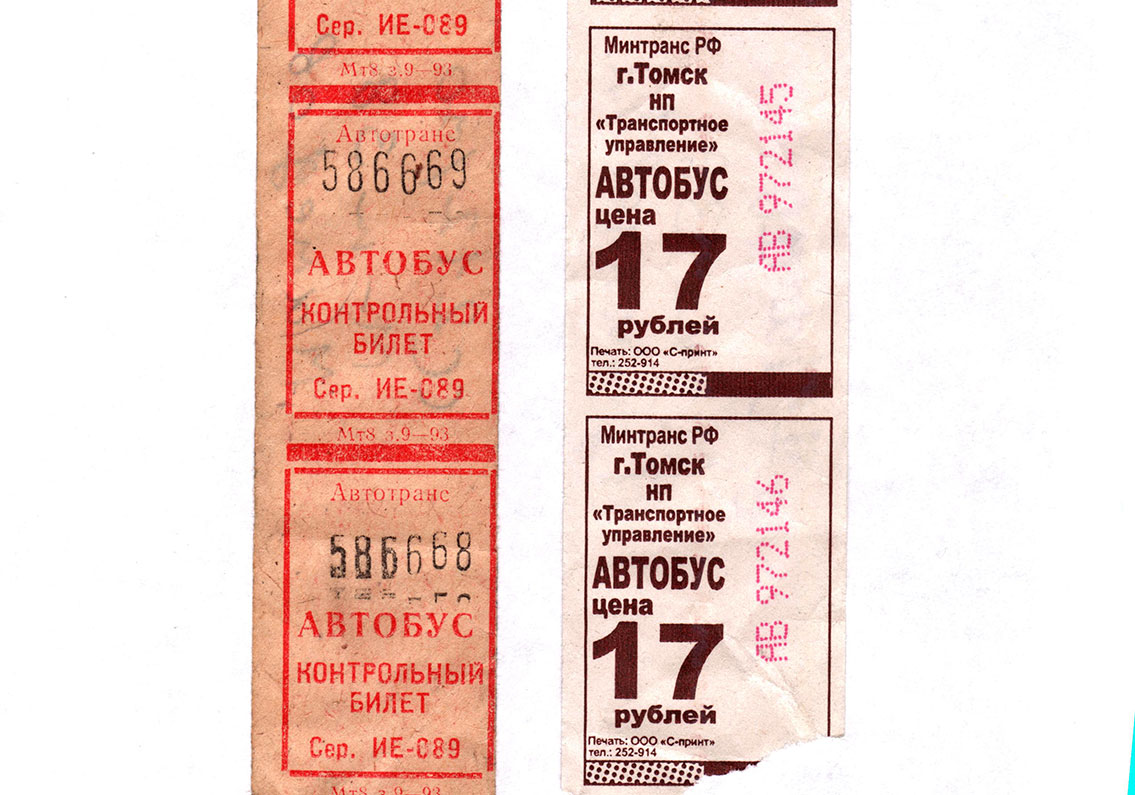 Сер. ИЕ-089
Мт8 з.9—93
Автотранс
586669
АВТОБУС
КОНТРОЛЬНЫЙ
БИЛЕТ
Сер. ИЕ-089
Мт8 з.9—93
Автотранс
586668
АВТОБУС
КОНТРОЛЬНЫЙ
БИЛЕТ
Сер. ИЕ-089
Мт8 з.9—93
Минтранс РФ
г.Томск
НП
«Транспортное
управление»
АВТОБУС
цена
17
рублей
Печать: ООО «С-принт»
тел.: 252-914
АВ 972145
Минтранс РФ
г.Томск
НП
«Транспортное
управление»
АВТОБУС
цена
17
рублей
Печать: ООО «С-принт»
тел.: 252-914
АВ 972146